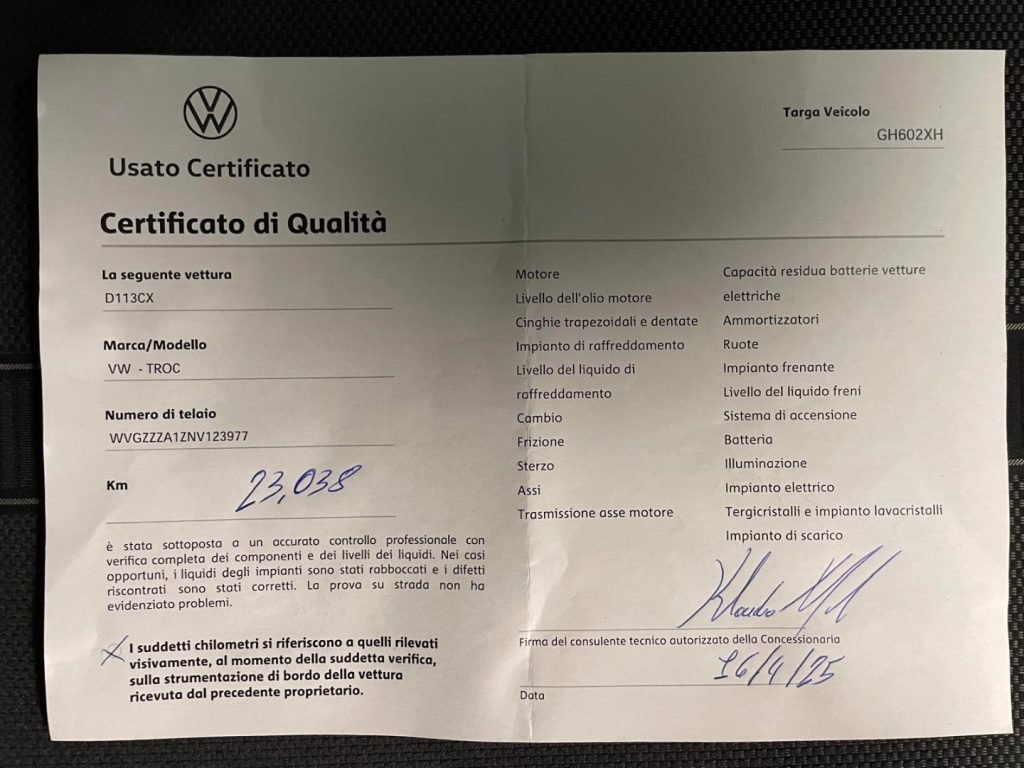 Usato Certificato
Targa Veicolo
GH602XH
Certificato di Qualità
La seguente vettura
D113CX
Marca/Modello
VW - TROC
Numero di telaio
WVGZZZA1ZNV123977
Km
23,038
è stata sottoposta a un accurato controllo professionale con
verifica completa dei componenti e dei livelli dei liquidi. Nei casi
opportuni, i liquidi degli impianti sono stati rabboccati e i difetti
riscontrati sono stati corretti. La prova su strada non ha
evidenziato problemi.
I suddetti chilometri si riferiscono a quelli rilevati
visivamente, al momento della suddetta verifica,
sulla strumentazione di bordo della vettura
ricevuta dal precedente proprietario.
Motore
Livello dell'olio motore
Cinghie trapezoidali e dentate
Impianto di raffreddamento
Livello del liquido di
raffreddamento
Cambio
Frizione
Sterzo
Assi
Trasmissione asse motore
Capacità residua batterie vetture
elettriche
Ammortizzatori
Ruote
Impianto frenante
Livello del liquido freni
Sistema di accensione
Batteria
Illuminazione
Impianto elettrico
Tergicristalli e impianto lavacristalli
Impianto di scarico
Firma del consulente tecnico autorizzato della Concessionaria
16/4/25
Data